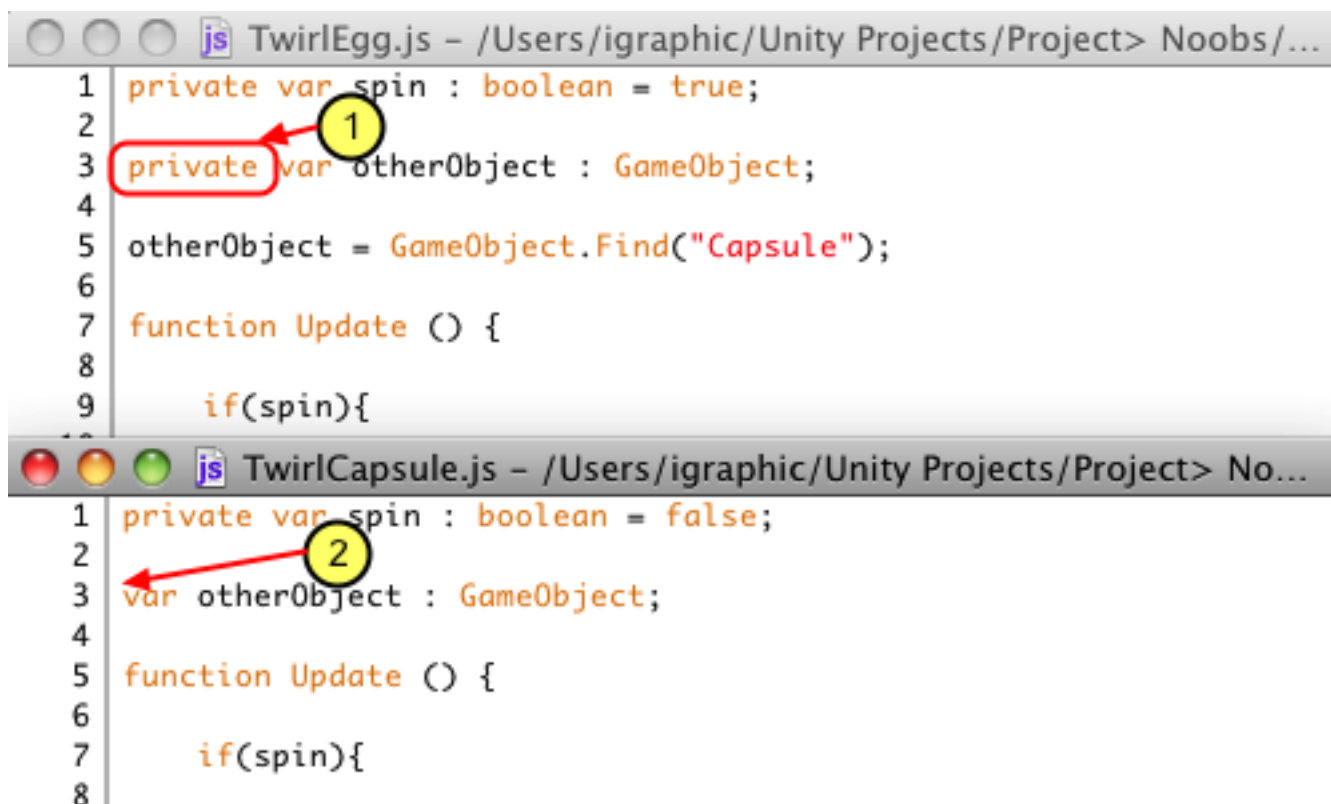 js TwirlEgg.js – /Users/igraphic/Unity Projects/Project> Noobs/...
1 private var spin : boolean = true;
2
1
3 private var otherObject : GameObject;
4
5 otherObject = GameObject.Find("Capsule");
6
7 function Update () {
8
9 if(spin){
js TwirlCapsule.js – /Users/igraphic/Unity Projects/Project> No...
1 private var spin : boolean = false;
2
2
3 var otherObject : GameObject;
4
5 function Update () {
6
7 if(spin){
8